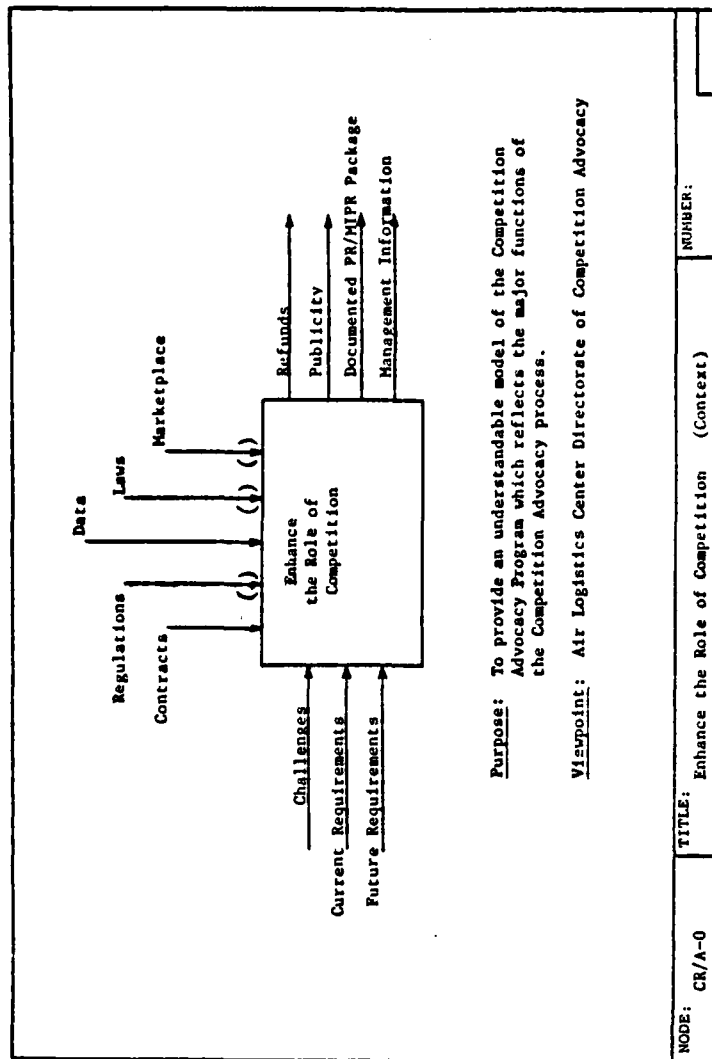 Regulations
Contracts
Data
Laws
Marketplace
( )
( )
( )
Challenges
Current Requirements
Future Requirements
Enhance
the Role of
Competition
Refunds
Publicity
Documented PR/MIPR Package
Management Information
Purpose: To provide an understandable model of the Competition
Advocacy Program which reflects the major functions of
the Competition Advocacy process.
Viewpoint: Air Logistics Center Directorate of Competition Advocacy
NODE: CR/A-0
TITLE: Enhance the Role of Competition (Context)
NUMBER: